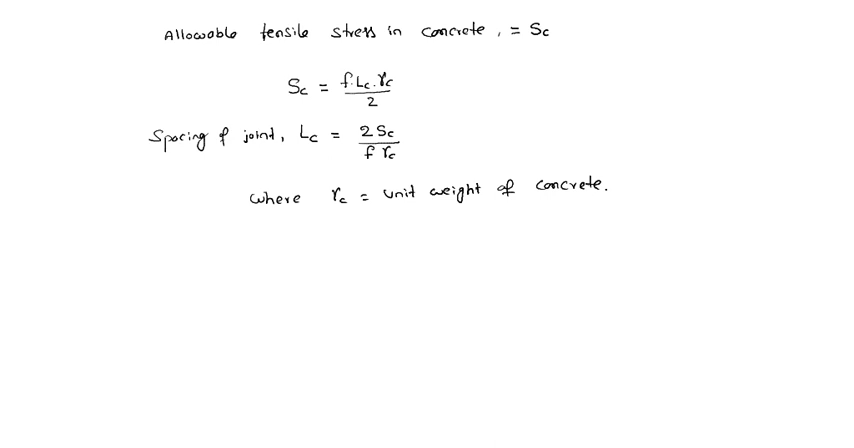 Allowable tensile stress in concrete, = Sc
Sc = f.Lc.γc / 2
Spacing of joint, Lc = 2 Sc / f γc
where γc = unit weight of concrete.